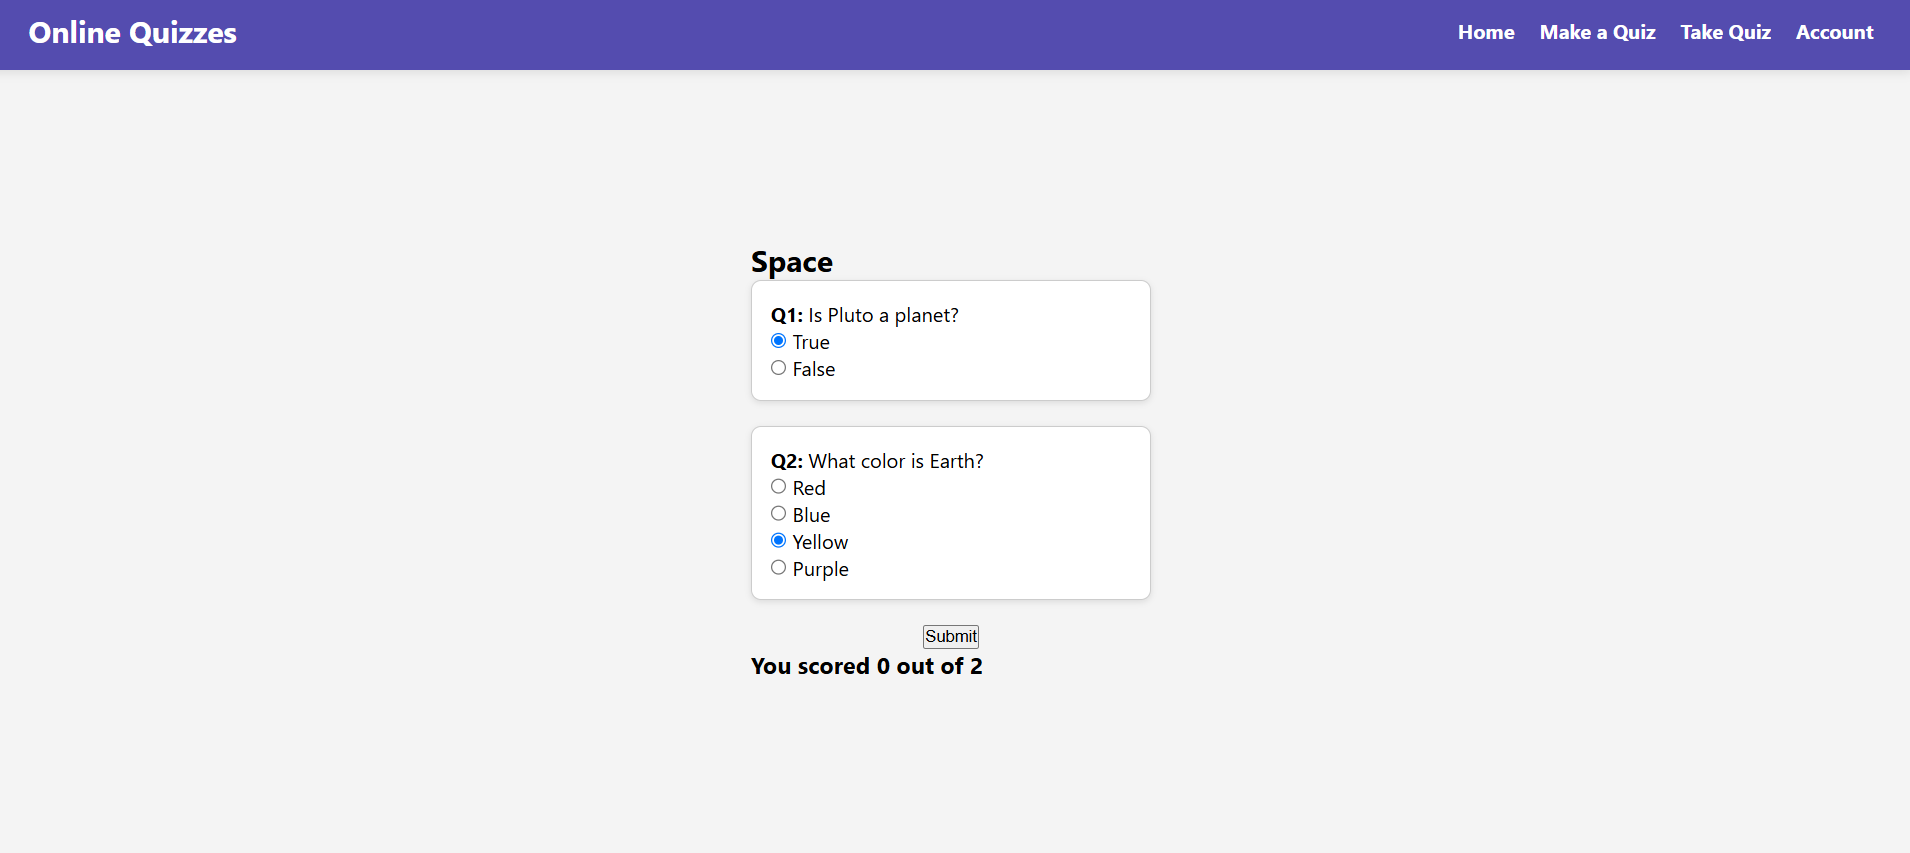 Online Quizzes
Home Make a Quiz Take Quiz Account
Space
Q1: Is Pluto a planet?
True
False
Q2: What color is Earth?
Red
Blue
Yellow
Purple
Submit
You scored 0 out of 2